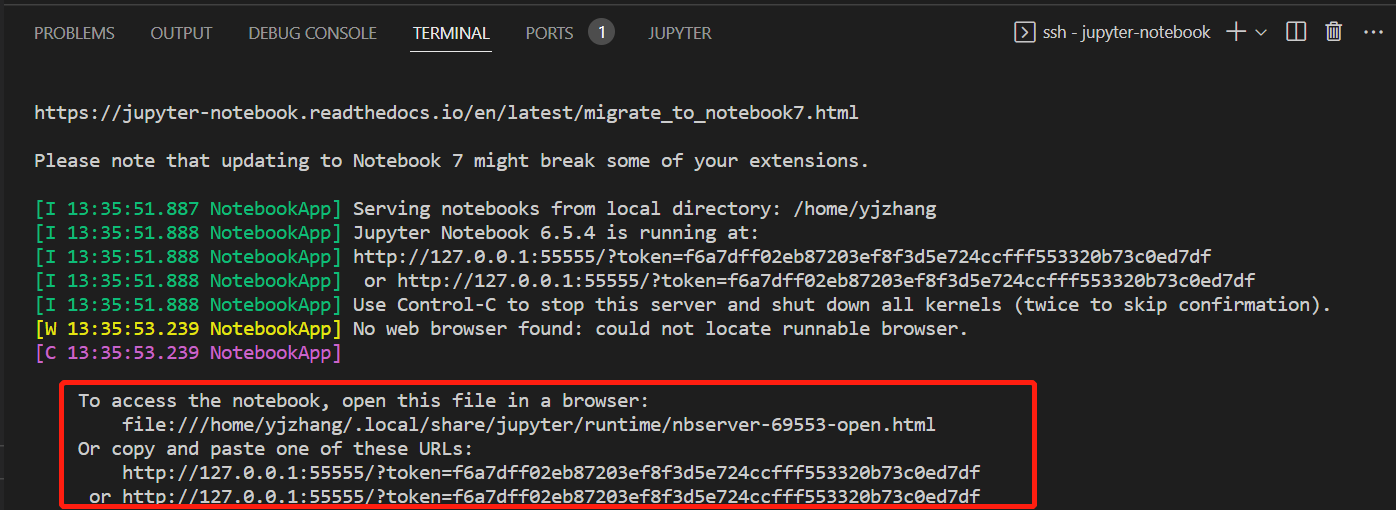 PROBLEMS OUTPUT DEBUG CONSOLE TERMINAL PORTS 1 JUPYTER ssh - jupyter-notebook
https://jupyter-notebook.readthedocs.io/en/latest/migrate_to_notebook7.html
Please note that updating to Notebook 7 might break some of your extensions.
[I 13:35:51.887 NotebookApp] Serving notebooks from local directory: /home/yjzhang
[I 13:35:51.888 NotebookApp] Jupyter Notebook 6.5.4 is running at:
[I 13:35:51.888 NotebookApp] http://127.0.0.1:55555/?token=f6a7dff02eb87203ef8f3d5e724ccfff553320b73c0ed7df
[I 13:35:51.888 NotebookApp]  or http://127.0.0.1:55555/?token=f6a7dff02eb87203ef8f3d5e724ccfff553320b73c0ed7df
[I 13:35:51.888 NotebookApp] Use Control-C to stop this server and shut down all kernels (twice to skip confirmation).
[W 13:35:53.239 NotebookApp] No web browser found: could not locate runnable browser.
[C 13:35:53.239 NotebookApp]
To access the notebook, open this file in a browser:
file:///home/yjzhang/.local/share/jupyter/runtime/nbserver-69553-open.html
Or copy and paste one of these URLs:
http://127.0.0.1:55555/?token=f6a7dff02eb87203ef8f3d5e724ccfff553320b73c0ed7df
or http://127.0.0.1:55555/?token=f6a7dff02eb87203ef8f3d5e724ccfff553320b73c0ed7df